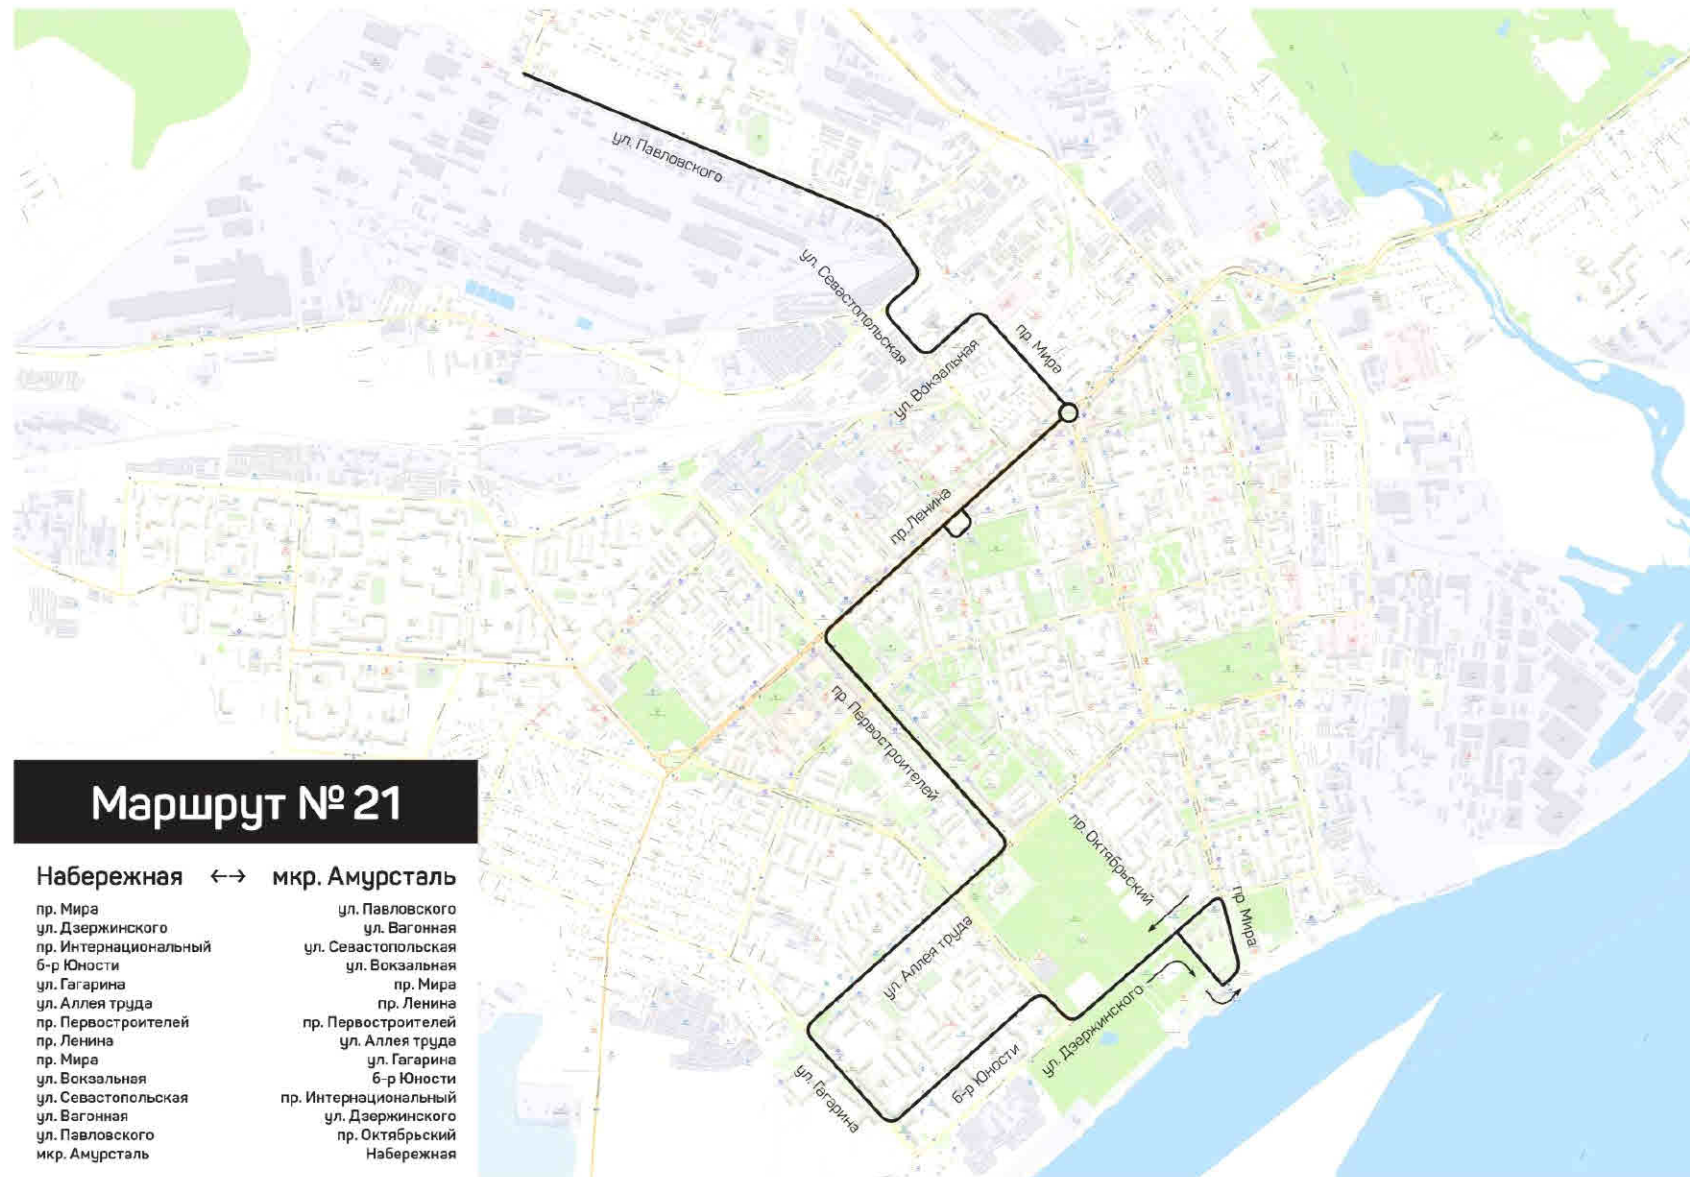 ул. Павловского
ул. Севастопольская
ул. Вокзальная
пр. Мира
пр. Ленина
пр. Первостроителей
пр. Октябрьский
пр. Мира
ул. Аллея труда
ул. Дзержинского
б-р Юности
ул. Гагарина
Маршрут № 21
Набережная ↔ мкр. Амурсталь
пр. Мира ул. Павловского
ул. Дзержинского ул. Вагонная
пр. Интернациональный ул. Севастопольская
б-р Юности ул. Вокзальная
ул. Гагарина пр. Мира
ул. Аллея труда пр. Ленина
пр. Первостроителей пр. Первостроителей
пр. Ленина ул. Аллея труда
пр. Мира ул. Гагарина
ул. Вокзальная б-р Юности
ул. Севастопольская пр. Интернациональный
ул. Вагонная ул. Дзержинского
ул. Павловского пр. Октябрьский
мкр. Амурсталь Набережная